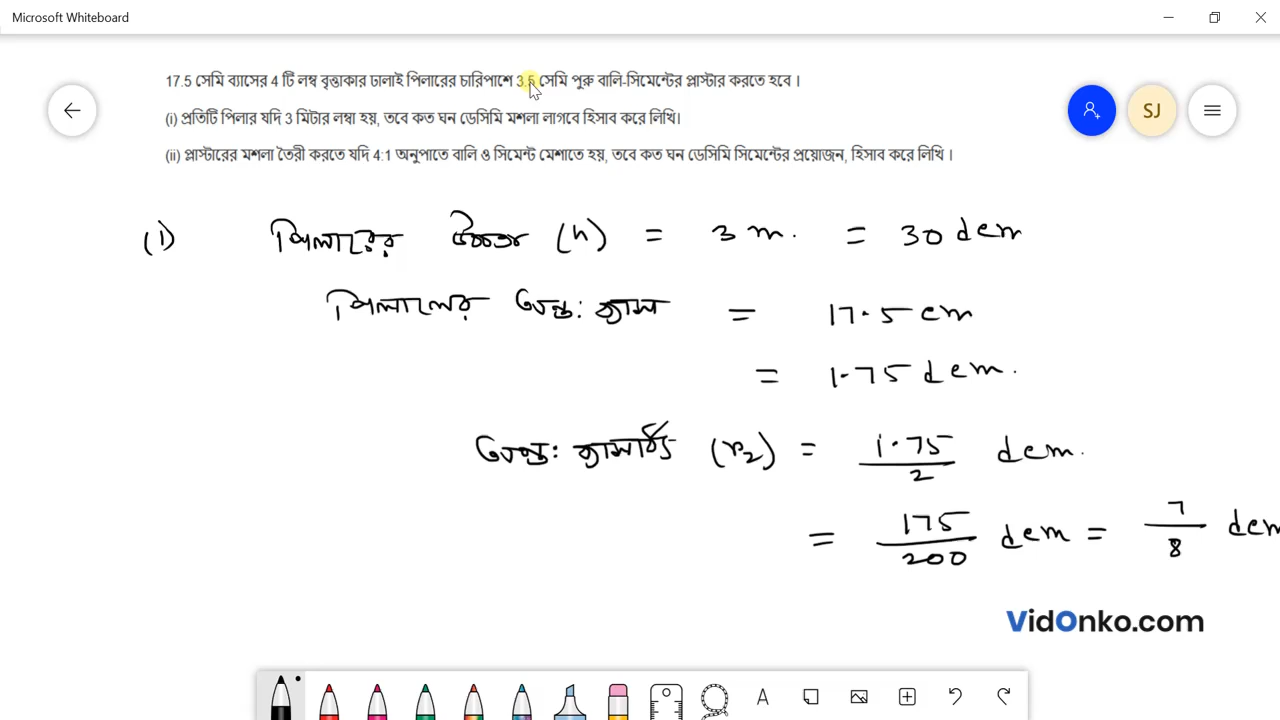 Microsoft Whiteboard
17.5 সেমি ব্যাসের 4 টি লম্ব বৃত্তাকার ঢালাই পিলারের চারিপাশে 3.5 সেমি পুরু বালি-সিমেন্টের প্লাস্টার করতে হবে।
(i) প্রতিটি পিলার যদি 3 মিটার লম্বা হয়, তবে কত ঘন ডেসিমি মশলা লাগবে হিসাব করে লিখি।
(ii) প্লাস্টারের মশলা তৈরী করতে যদি 4:1 অনুপাতে বালি ও সিমেন্ট মেশাতে হয়, তবে কত ঘন ডেসিমি সিমেন্টের প্রয়োজন, হিসাব করে লিখি।
SJ
(i) পিলারের উচ্চতা (h) = 3 m. = 30 dcm
পিলারের অন্ত: ব্যাস = 17.5 cm
= 1.75 dcm.
অন্ত: ব্যাসার্ধ (r₂) = 1.75/2 dcm.
= 175/200 dcm = 7/8 dcm
VidOnko.com
A